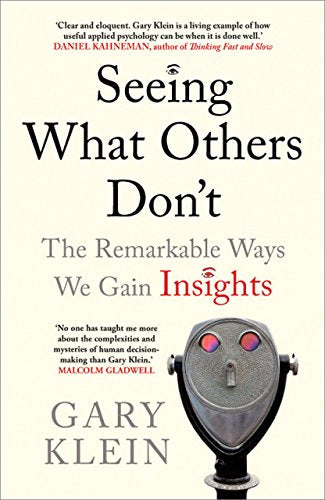 'Clear and eloquent. Gary Klein is a living example of how
useful applied psychology can be when it is done well.'
DANIEL KAHNEMAN, author of Thinking Fast and Slow
Seeing
What Others
Don't
The Remarkable Ways
We Gain Insights
'No one has taught me more
about the complexities and
mysteries of human decision-
making than Gary Klein.'
MALCOLM GLADWELL
GARY
KLEIN